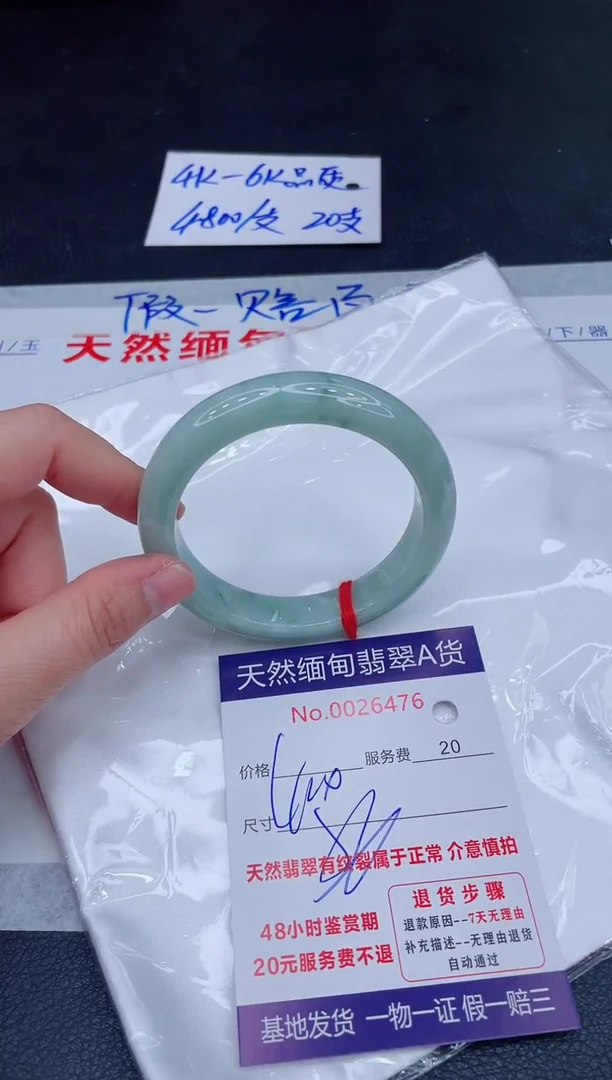 4K-6K品质
4800/支 20支
假一赔
/玉
天然缅甸
/下/器
天然缅甸翡翠A货
No.0026476
价格 服务费 20
尺寸
天然翡翠有纹裂属于正常 介意慎拍
48小时鉴赏期
20元服务费不退
退货步骤
退款原因--7天无理由
补充描述--无理由退货
自动通过
基地发货 一物一证 假一赔三